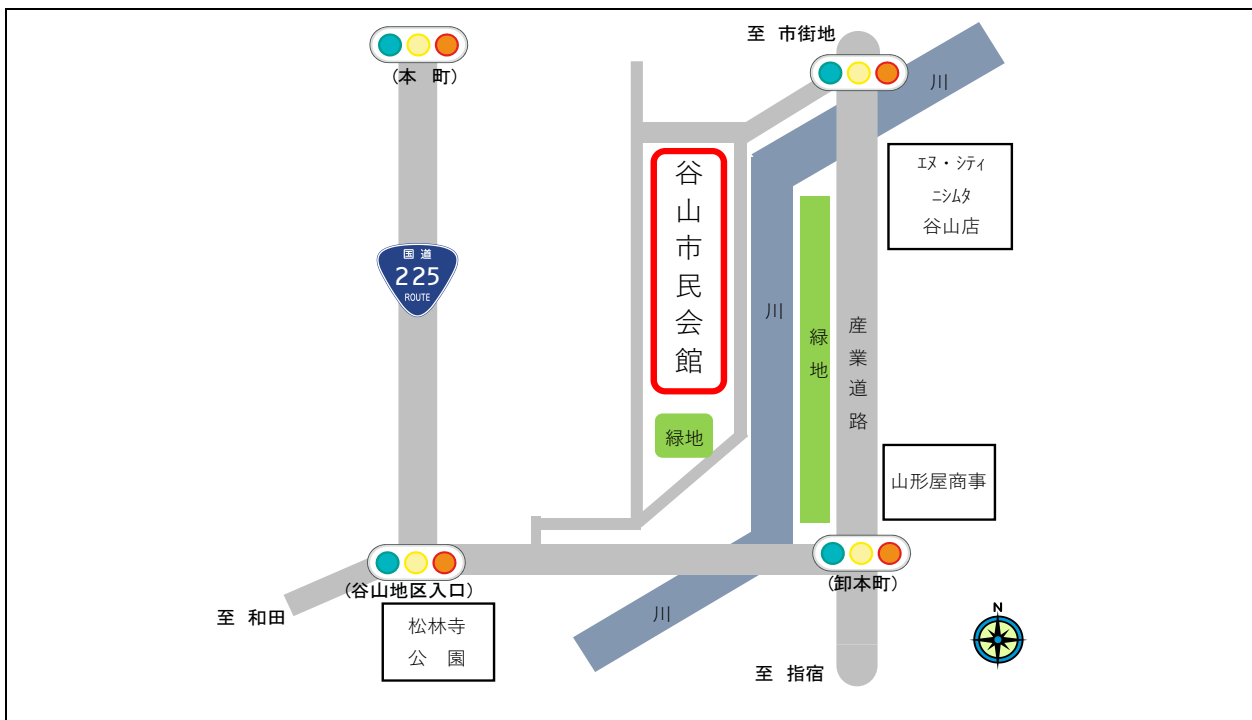 至 市街地
(本 町)
川
エヌ・シティ
ニシムタ
谷山店
谷山市民会館
国道
225
ROUTE
川
緑地
産業道路
緑地
山形屋商事
(谷山地区入口)
(卸本町)
至 和田
松林寺
公 園
川
N
至 指宿